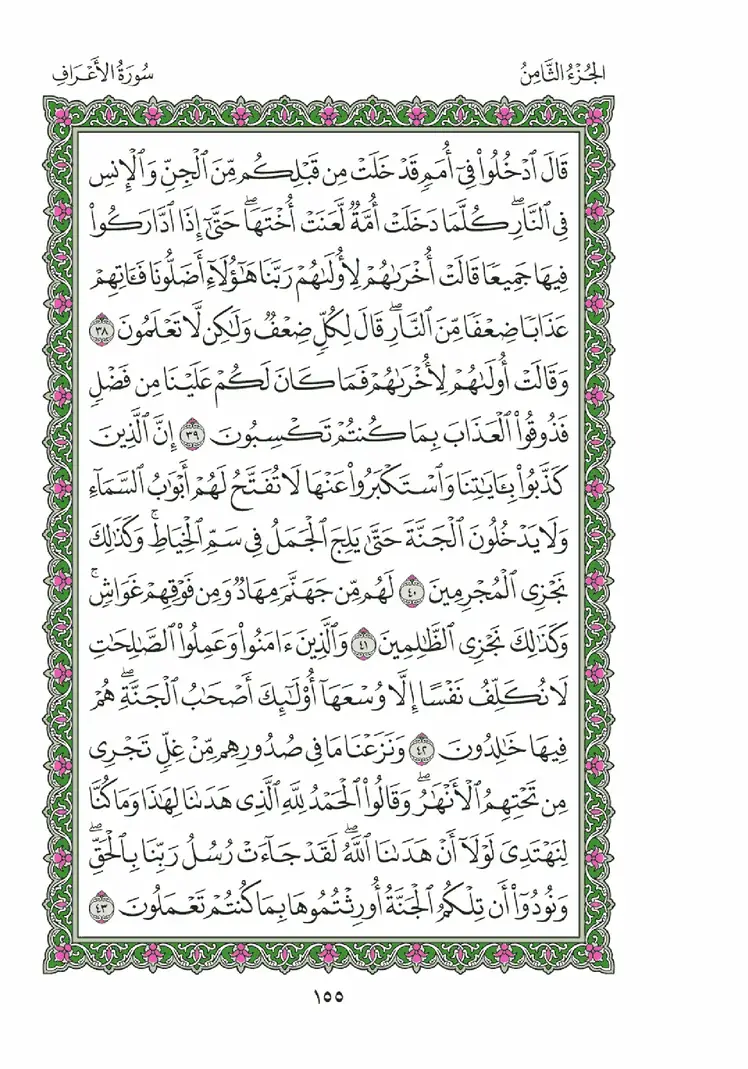 الجُزْءُ الثَّامِنُ
سُورَةُ الأَعْرَافِ
قَالَ ٱدْخُلُوا۟ فِىٓ أُمَمٍ قَدْ خَلَتْ مِن قَبْلِكُم مِّنَ ٱلْجِنِّ وَٱلْإِنسِ
فِى ٱلنَّارِ ۖ كُلَّمَا دَخَلَتْ أُمَّةٌ لَّعَنَتْ أُخْتَهَا ۖ حَتَّىٰٓ إِذَا ٱدَّارَكُوا۟
فِيهَا جَمِيعًا قَالَتْ أُخْرَىٰهُمْ لِأُولَىٰهُمْ رَبَّنَا هَٰٓؤُلَآءِ أَضَلُّونَا فَـَٔاتِهِمْ
عَذَابًا ضِعْفًا مِّنَ ٱلنَّارِ ۖ قَالَ لِكُلٍّ ضِعْفٌ وَلَٰكِن لَّا تَعْلَمُونَ ٣٨
وَقَالَتْ أُولَىٰهُمْ لِأُخْرَىٰهُمْ فَمَا كَانَ لَكُمْ عَلَيْنَا مِن فَضْلٍ
فَذُوقُوا۟ ٱلْعَذَابَ بِمَا كُنتُمْ تَكْسِبُونَ ٣٩ إِنَّ ٱلَّذِينَ
كَذَّبُوا۟ بِـَٔايَٰتِنَا وَٱسْتَكْبَرُوا۟ عَنْهَا لَا تُفَتَّحُ لَهُمْ أَبْوَٰبُ ٱلسَّمَآءِ
وَلَا يَدْخُلُونَ ٱلْجَنَّةَ حَتَّىٰ يَلِجَ ٱلْجَمَلُ فِى سَمِّ ٱلْخِيَاطِ ۚ وَكَذَٰلِكَ
نَجْزِى ٱلْمُجْرِمِينَ ٤٠ لَهُم مِّن جَهَنَّمَ مِهَادٌ وَمِن فَوْقِهِمْ غَوَاشٍ ۚ
وَكَذَٰلِكَ نَجْزِى ٱلظَّٰلِمِينَ ٤١ وَٱلَّذِينَ ءَامَنُوا۟ وَعَمِلُوا۟ ٱلصَّٰلِحَٰتِ
لَا نُكَلِّفُ نَفْسًا إِلَّا وُسْعَهَآ أُو۟لَٰٓئِكَ أَصْحَٰبُ ٱلْجَنَّةِ ۖ هُمْ
فِيهَا خَٰلِدُونَ ٤٢ وَنَزَعْنَا مَا فِى صُدُورِهِم مِّنْ غِلٍّ تَجْرِى
مِن تَحْتِهِمُ ٱلْأَنْهَٰرُ ۖ وَقَالُوا۟ ٱلْحَمْدُ لِلَّهِ ٱلَّذِى هَدَىٰنَا لِهَٰذَا وَمَا كُنَّا
لِنَهْتَدِىَ لَوْلَآ أَنْ هَدَىٰنَا ٱللَّهُ ۖ لَقَدْ جَآءَتْ رُسُلُ رَبِّنَا بِٱلْحَقِّ ۖ
وَنُودُوٓا۟ أَن تِلْكُمُ ٱلْجَنَّةُ أُورِثْتُمُوهَا بِمَا كُنتُمْ تَعْمَلُونَ ٤٣
١٥٥